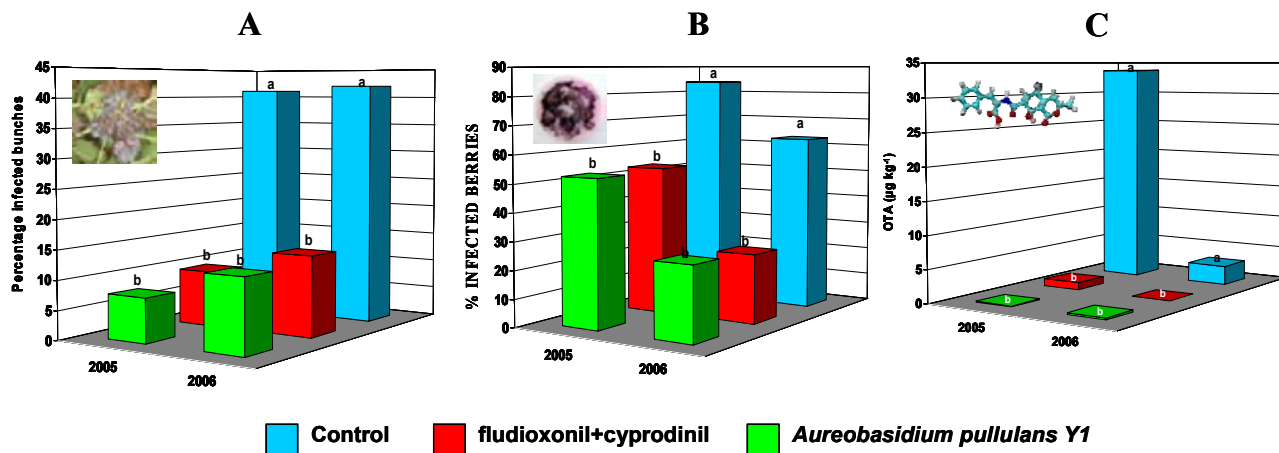 A
Percentage infected bunches
45
40
35
30
25
20
15
10
5
0
a
a
b
b
b
b
2005
2006
B
% INFECTED BERRIES
90
80
70
60
50
40
30
20
10
0
a
a
b
b
b
b
2005
2006
C
OTA (µg kg⁻¹)
35
30
25
20
15
10
5
0
a
a
b
b
b
b
2005
2006
Control
fludioxonil+cyprodinil
Aureobasidium pullulans Y1